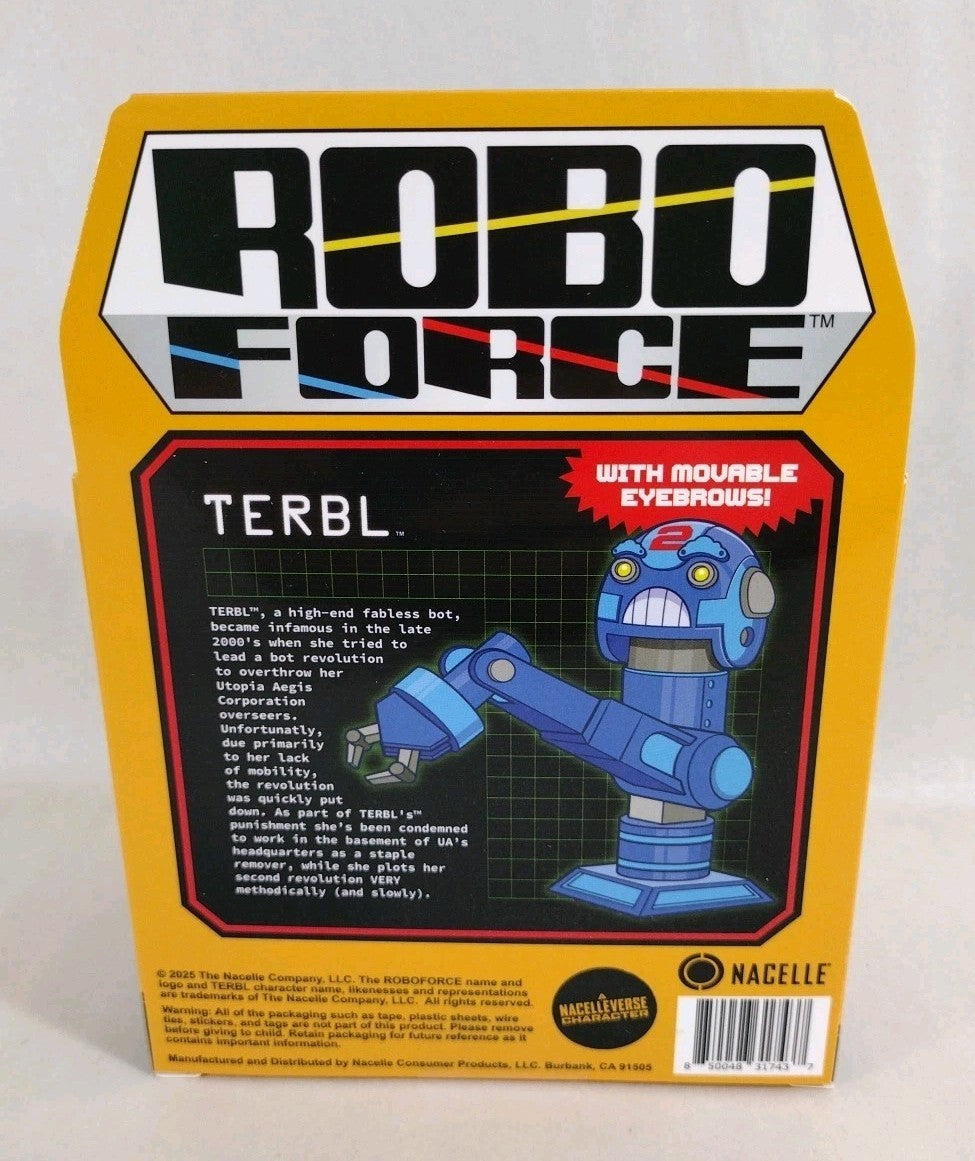 ROBO
FORCE™
WITH MOVABLE
EYEBROWS!
TERBL™
2
TERBL™, a high-end fabless bot,
became infamous in the late
2000's when she tried to
lead a bot revolution
to overthrow her
Utopia Aegis
Corporation
overseers.
Unfortunatly,
due primarily
to her lack
of mobility,
the revolution
was quickly put
down. As part of TERBL's™
punishment she's been condemned
to work in the basement of UA's
headquarters as a staple
remover, while she plots her
second revolution VERY
methodically (and slowly).
© 2025 The Nacelle Company, LLC. The ROBOFORCE name and
logo and TERBL character name, likenesses and representations
are trademarks of The Nacelle Company, LLC. All rights reserved.
Warning: All of the packaging such as tape, plastic sheets, wire
ties, stickers, and tags are not part of this product. Please remove
before giving to child. Retain packaging for future reference as it
contains important information.
Manufactured and Distributed by Nacelle Consumer Products, LLC. Burbank, CA 91505
A
NACELLEVERSE
CHARACTER
NACELLE
8 50048 31743 7